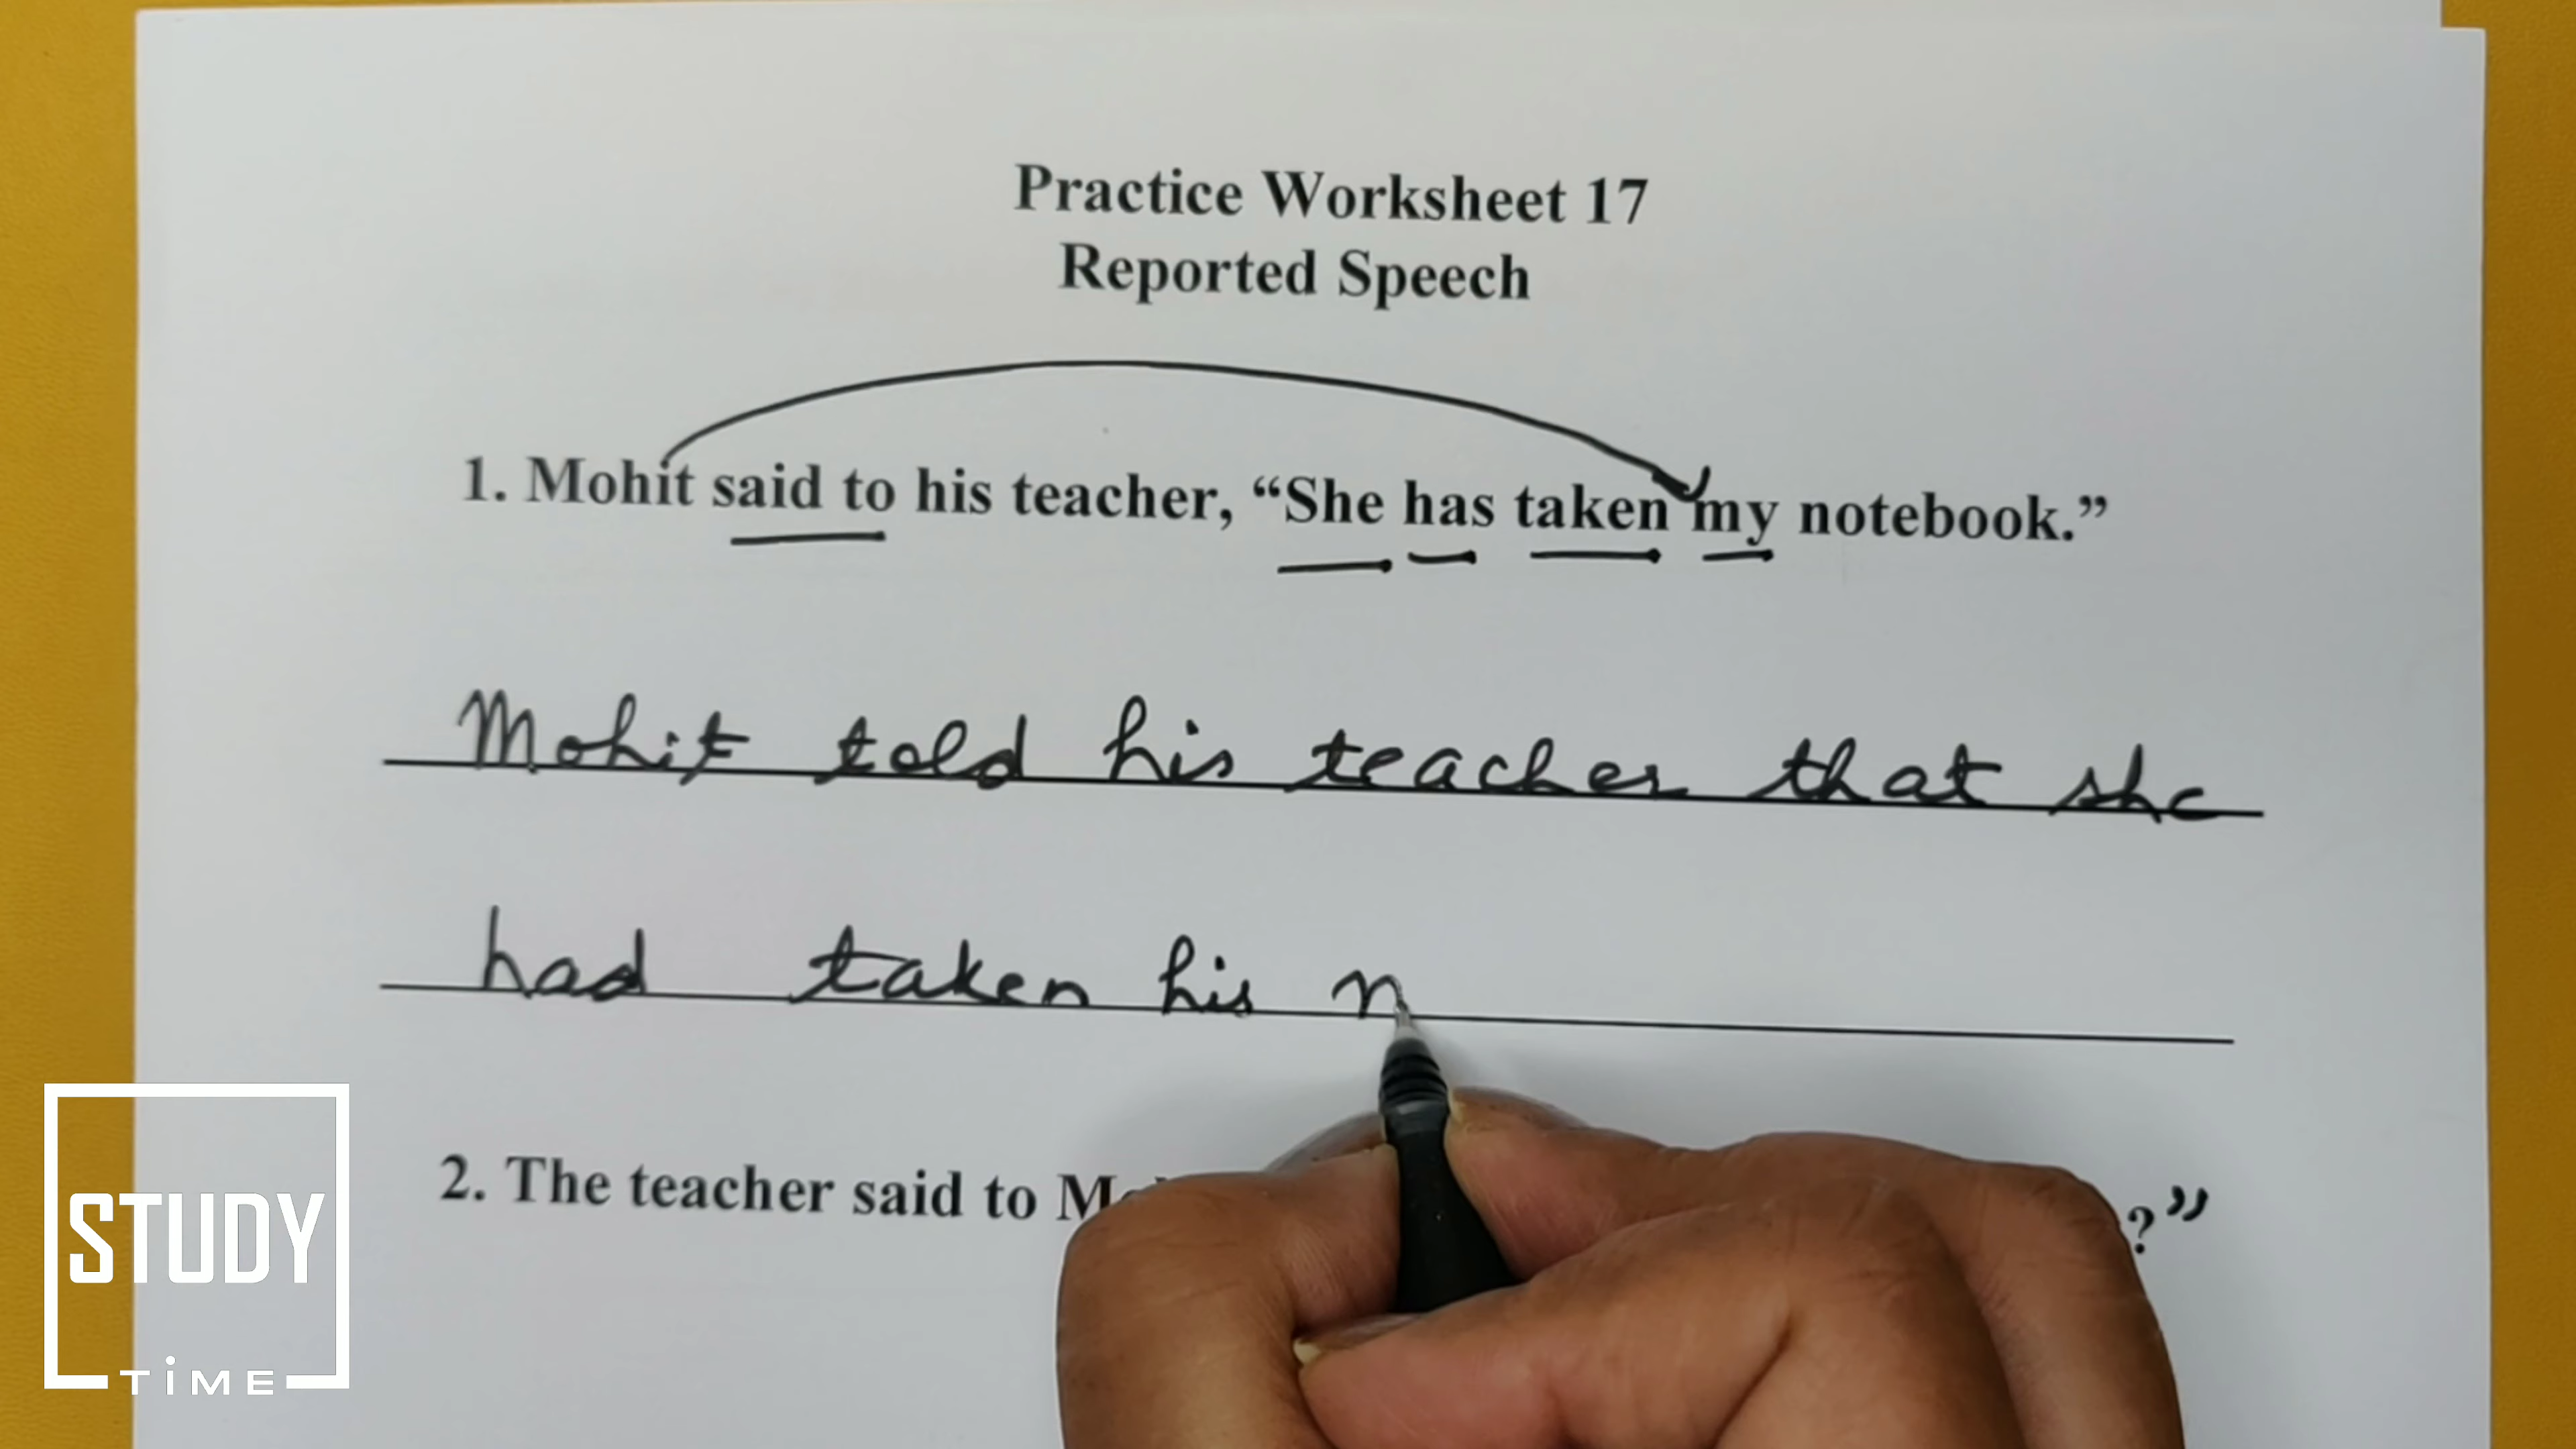 Practice Worksheet 17
Reported Speech
1. Mohit said to his teacher, “She has taken my notebook.”
Mohit told his teacher that she
had taken his n
2. The teacher said to M ?”
STUDY
TiME